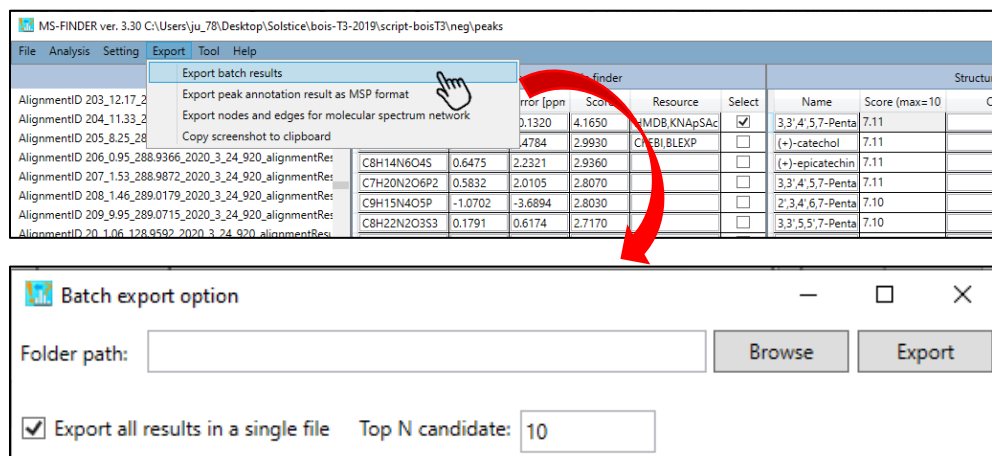 MS-FINDER ver. 3.30 C:\Users\ju_78\Desktop\Solstice\bois-T3-2019\script-boisT3\neg\peaks
File Analysis Setting Export Tool Help
Export batch results
Export peak annotation result as MSP format
Export nodes and edges for molecular spectrum network
Copy screenshot to clipboard
finder
Score Resource Select Name Score (max=10
AlignmentID 203_12.17_2
0.1320 4.1650 HMDB,KNApSAc 3,3',4',5,7-Penta 7.11
AlignmentID 204_11.33_2
.4784 2.9930 ChEBI,BLEXP (+)-catechol 7.11
AlignmentID 205_8.25_28
AlignmentID 206_0.95_288.9366_2020_3_24_920_alignmentRes
C8H14N6O4S 0.6475 2.2321 2.9360 (+)-epicatechin 7.11
AlignmentID 207_1.53_288.9872_2020_3_24_920_alignmentRes
C7H20N2O6P2 0.5832 2.0105 2.8070 3,3',4',5,7-Penta 7.11
AlignmentID 208_1.46_289.0179_2020_3_24_920_alignmentRes
C9H15N4O5P -1.0702 -3.6894 2.8030 2',3,4',6,7-Penta 7.10
AlignmentID 209_9.95_289.0715_2020_3_24_920_alignmentRes
C8H22N2O3S3 0.1791 0.6174 2.7170 3,3',5,5',7-Penta 7.10
AlignmentID 20_1.06_128.9592_2020_3_24_920_alignmentRes
Batch export option
Folder path: Browse Export
Export all results in a single file Top N candidate: 10